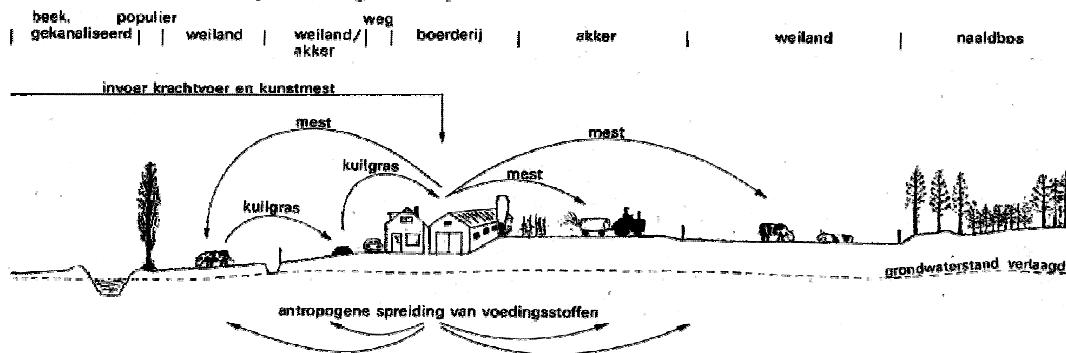 beek, populier weg
gekanaliseerd weiland weiland/ boerderij akker weiland naaldbos
akker
invoer krachtvoer en kunstmest
mest
mest
kuilgras
mest
kuilgras
grondwaterstand verlaagd
antropogene spreiding van voedingsstoffen